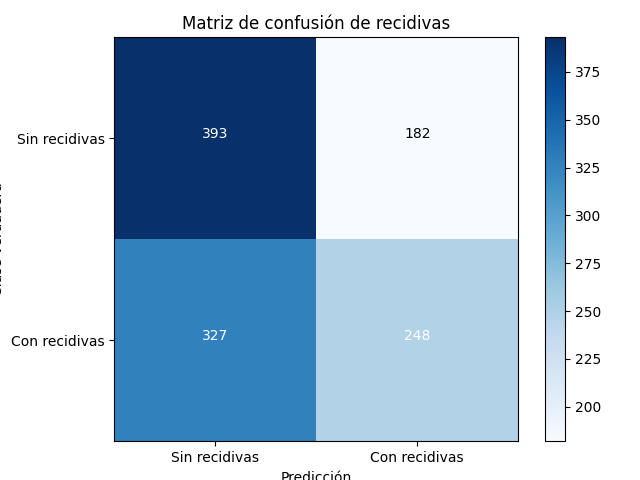 Matriz de confusión de recidivas
Sin recidivas
393
182
Con recidivas
327
248
Sin recidivas
Con recidivas
Predicción
375
350
325
300
275
250
225
200